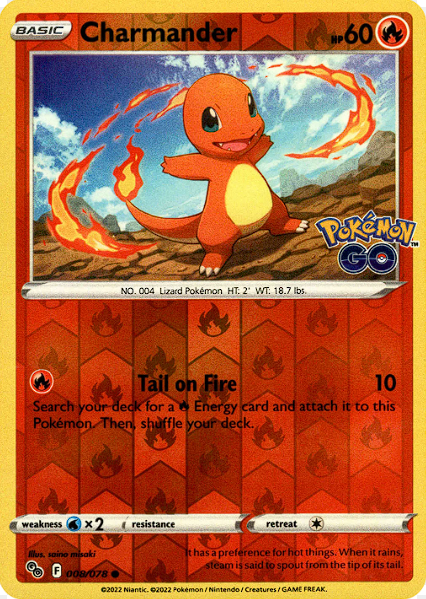 BASIC Charmander HP 60
Pokémon
GO™
NO. 004 Lizard Pokémon HT: 2' WT: 18.7 lbs.
Tail on Fire 10
Search your deck for a Energy card and attach it to this
Pokémon. Then, shuffle your deck.
weakness ×2 resistance retreat
Illus. saino misaki
It has a preference for hot things. When it rains,
steam is said to spout from the tip of its tail.
F 008/078
©2022 Niantic. ©2022 Pokémon / Nintendo / Creatures / GAME FREAK.